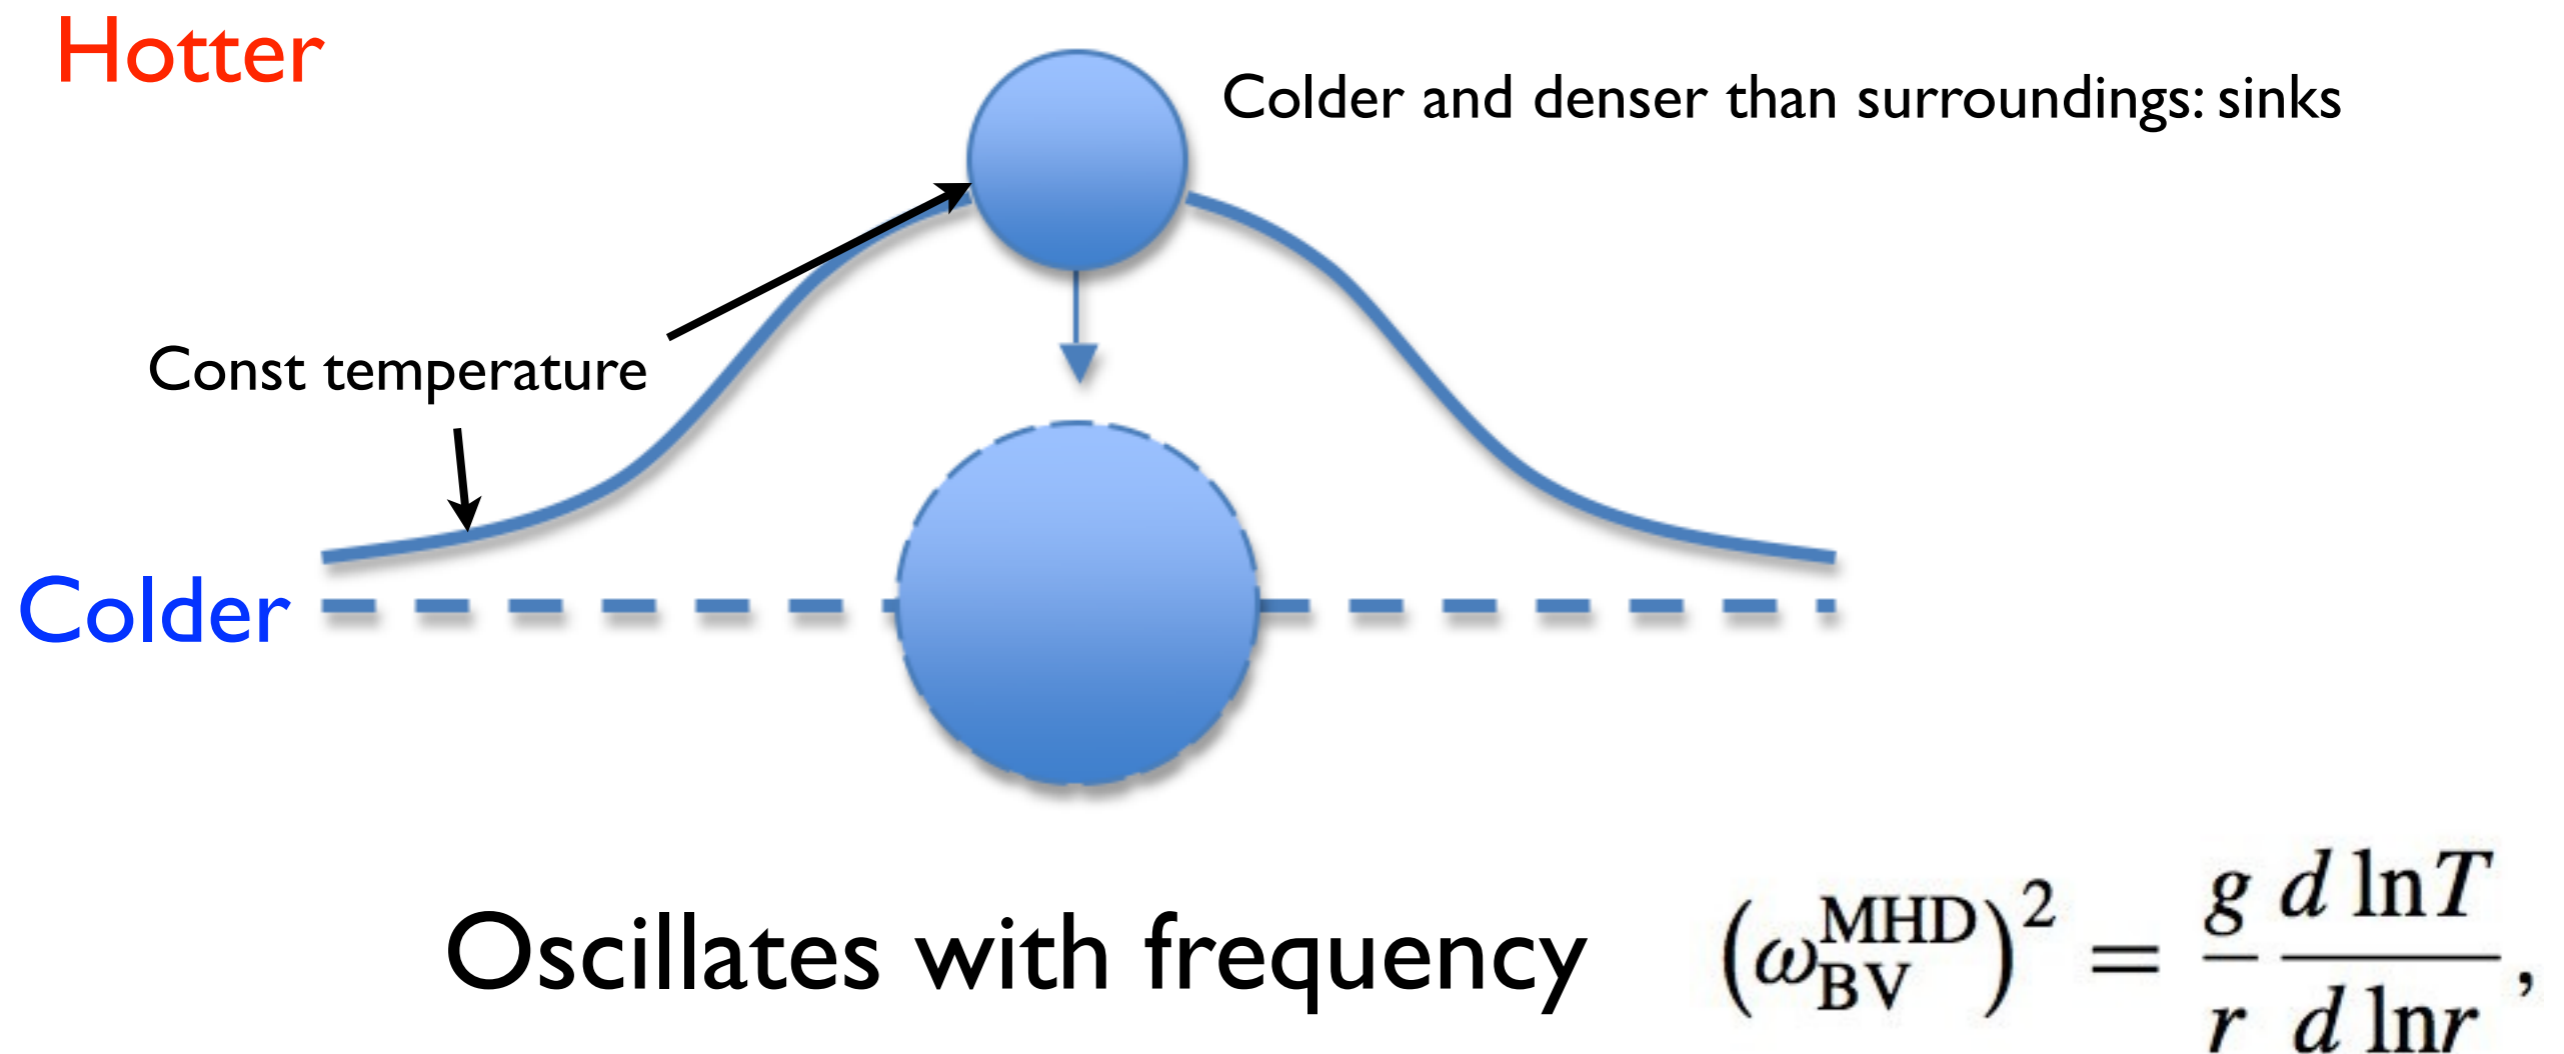 Hotter
Colder and denser than surroundings: sinks
Const temperature
Colder
Oscillates with frequency (ω_BV^MHD)^2 = g/r d lnT/d lnr,